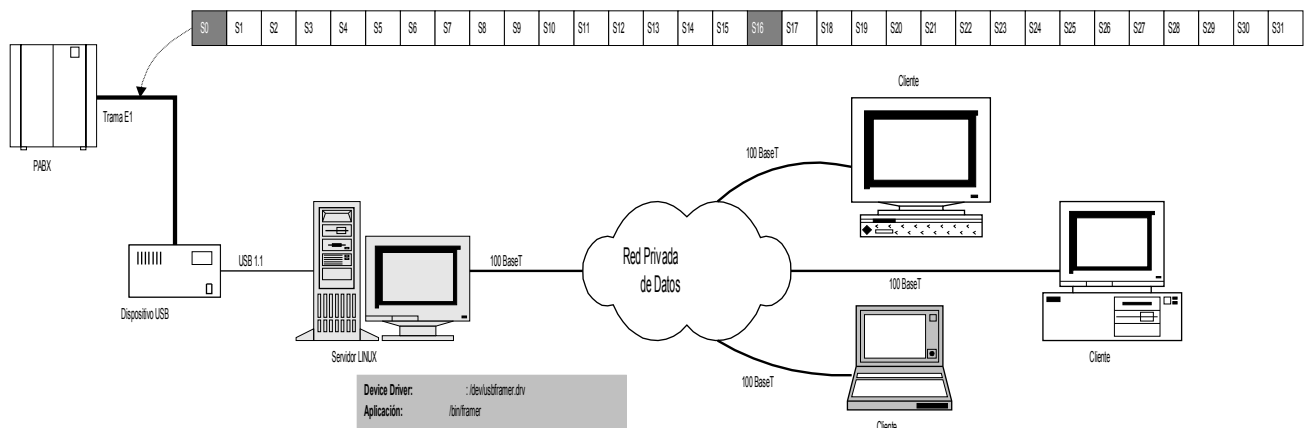 S0 S1 S2 S3 S4 S5 S6 S7 S8 S9 S10 S11 S12 S13 S14 S15 S16 S17 S18 S19 S20 S21 S22 S23 S24 S25 S26 S27 S28 S29 S30 S31
Cliente
Trama E1
PABX
100 BaseT
USB 1.1
100 BaseT
Red Privada
de Datos
100 BaseT
Dispositivo USB
Servidor LINUX
Cliente
100 BaseT
Device Driver: : /dev/usbframer.drv
Aplicación: /bin/framer
Cliente